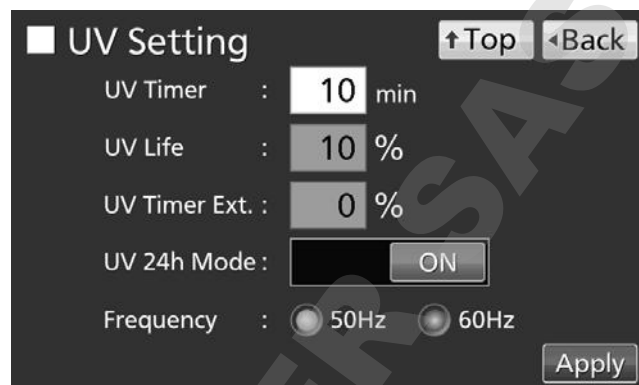 UV Setting
↑Top
◂Back
UV Timer : 10 min
UV Life : 10 %
UV Timer Ext. : 0 %
UV 24h Mode : ON
Frequency : 50Hz 60Hz
Apply